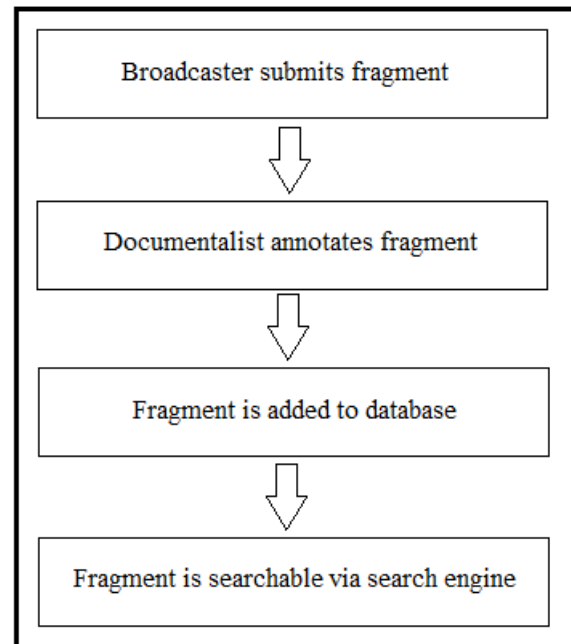 Broadcaster submits fragment
Documentalist annotates fragment
Fragment is added to database
Fragment is searchable via search engine